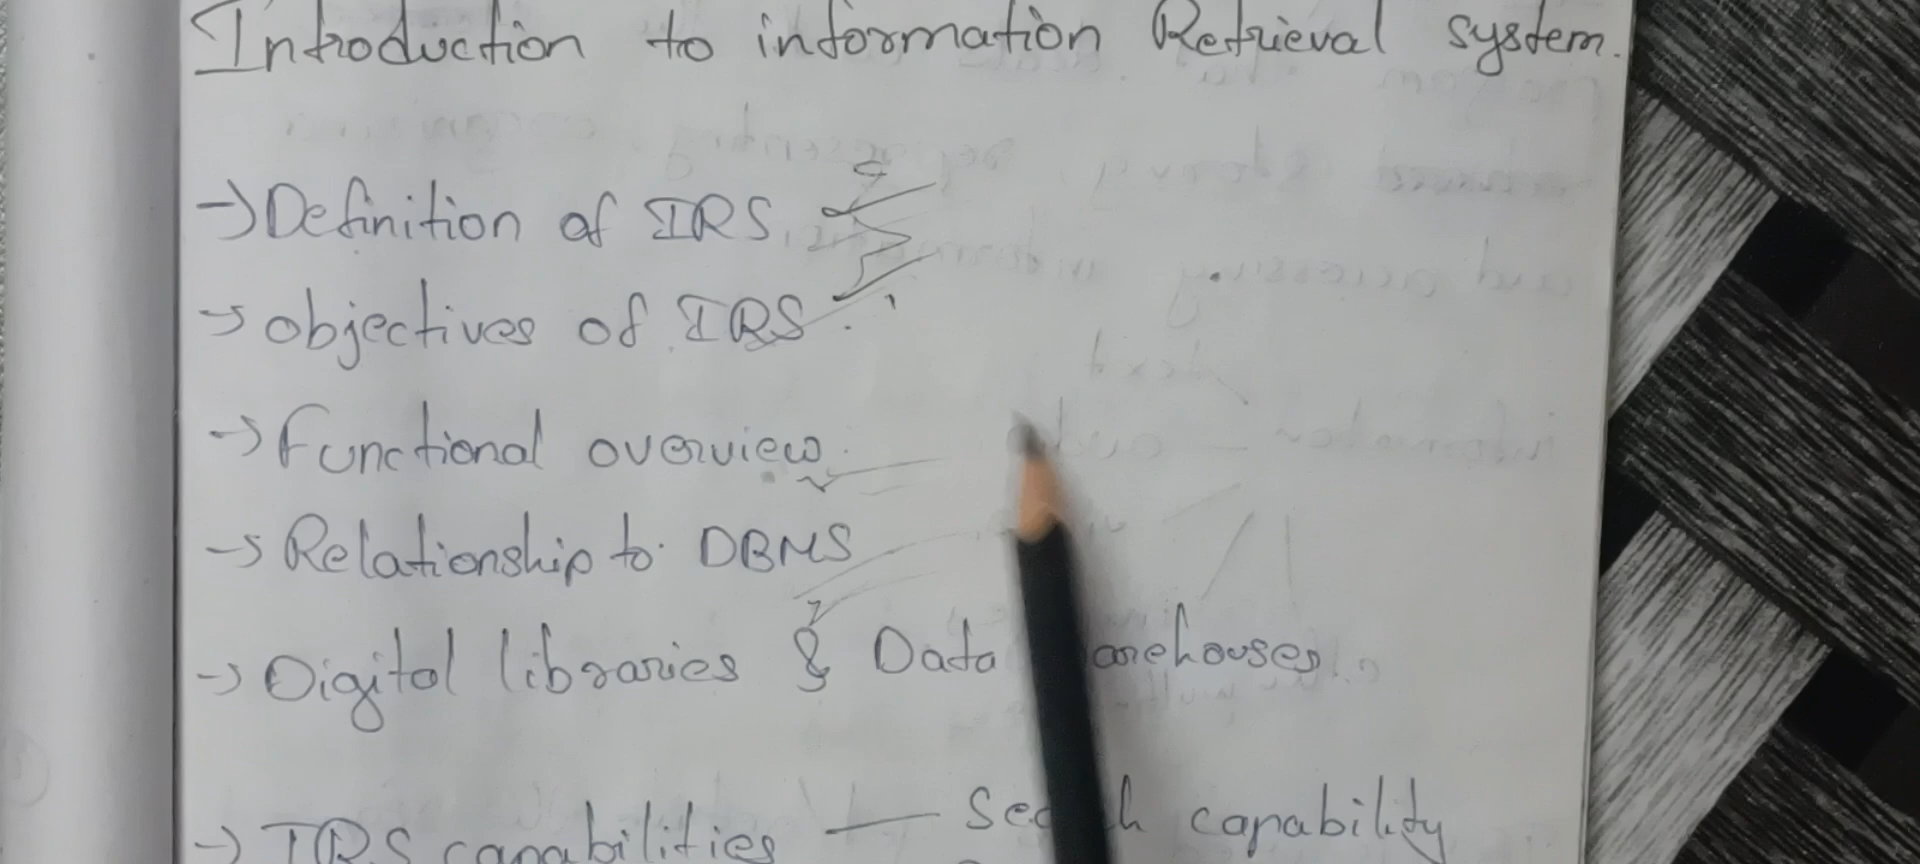 Introduction to information Retrieval system.
→ Definition of IRS
→ objectives of IRS.
→ Functional overview.
→ Relationship to DBMS
→ Digital libraries & Data arehouses
→ IRS capabilities — Sea h capability